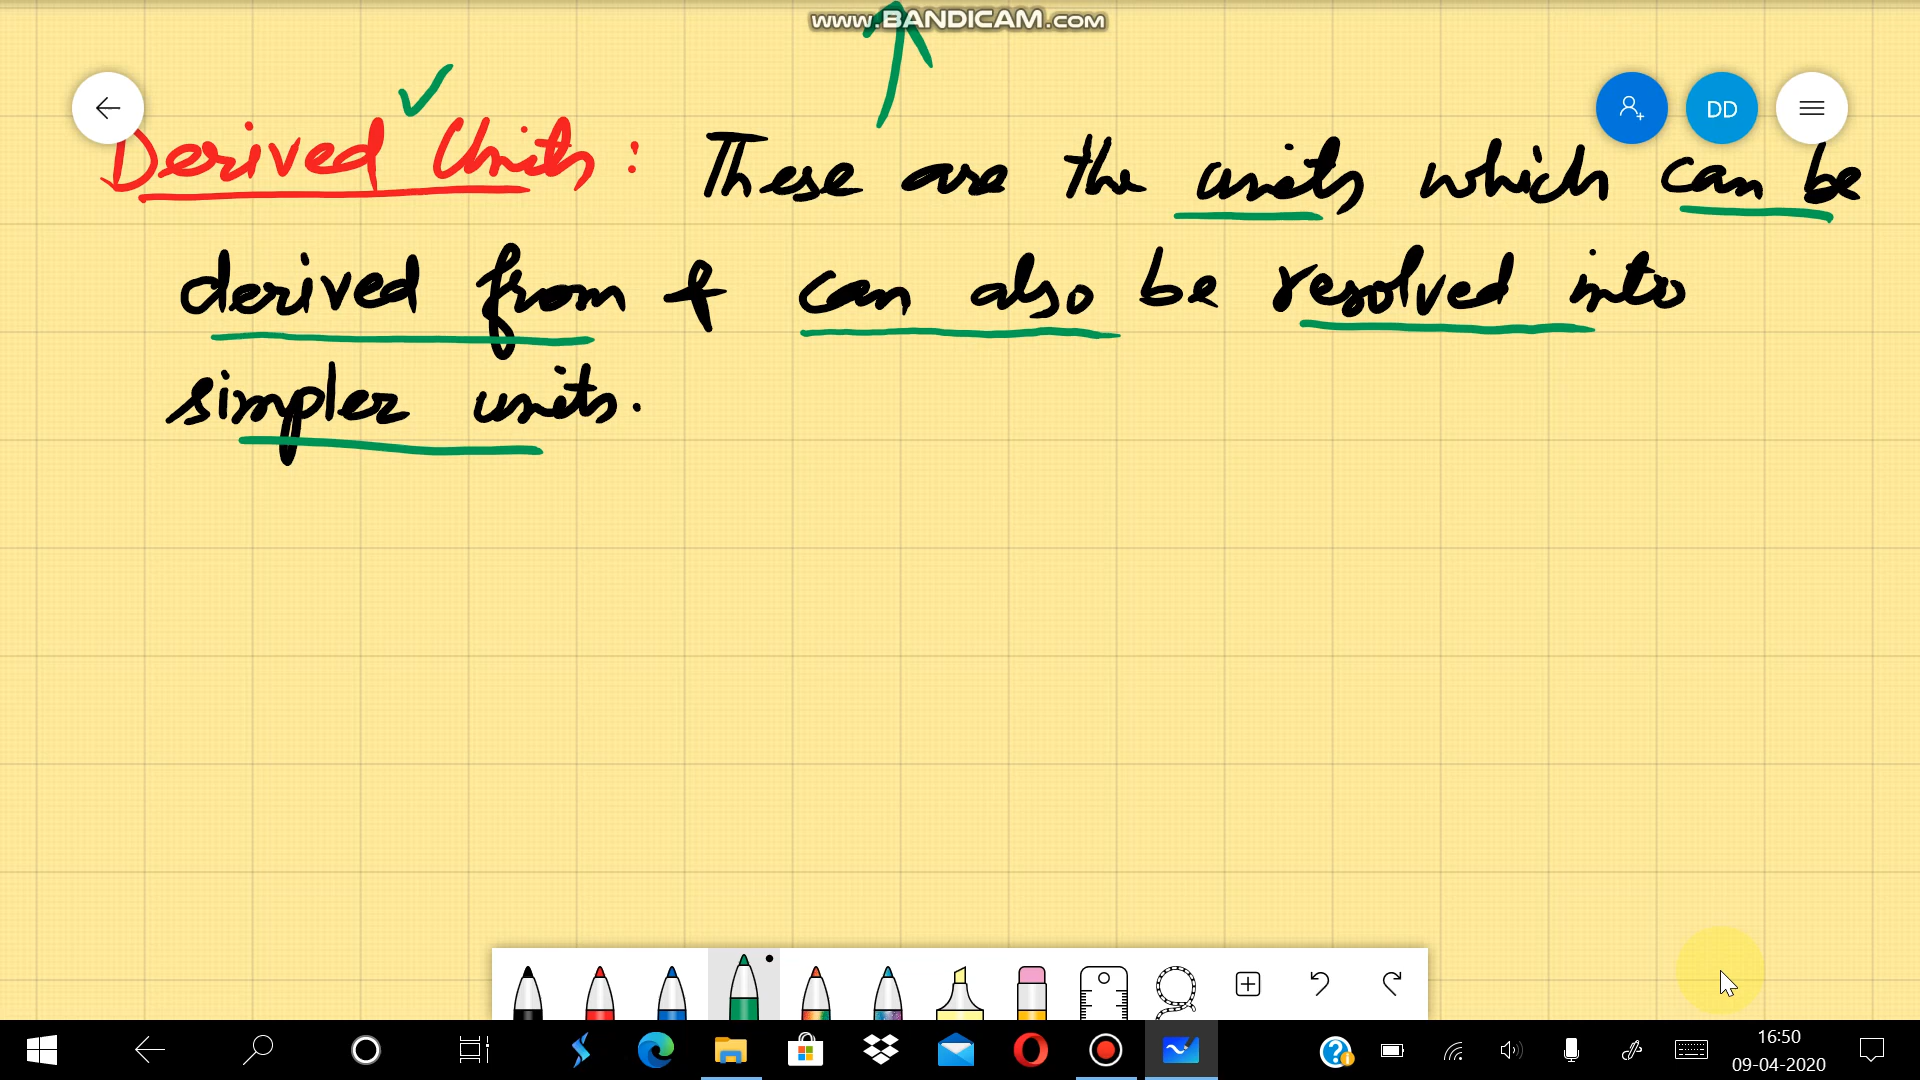 www.BANDICAM.com
DD
Derived Units: These are the units which can be
derived from & can also be resolved into
simpler units.
16:50
09-04-2020